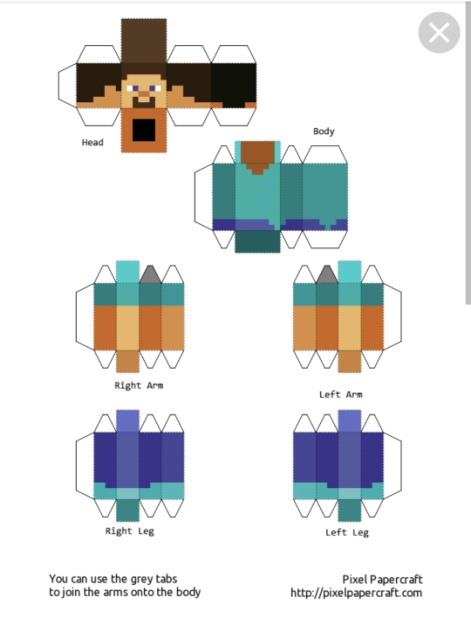 Head
Body
Right Arm
Left Arm
Right Leg
Left Leg
You can use the grey tabs
to join the arms onto the body
Pixel Papercraft
http://pixelpapercraft.com